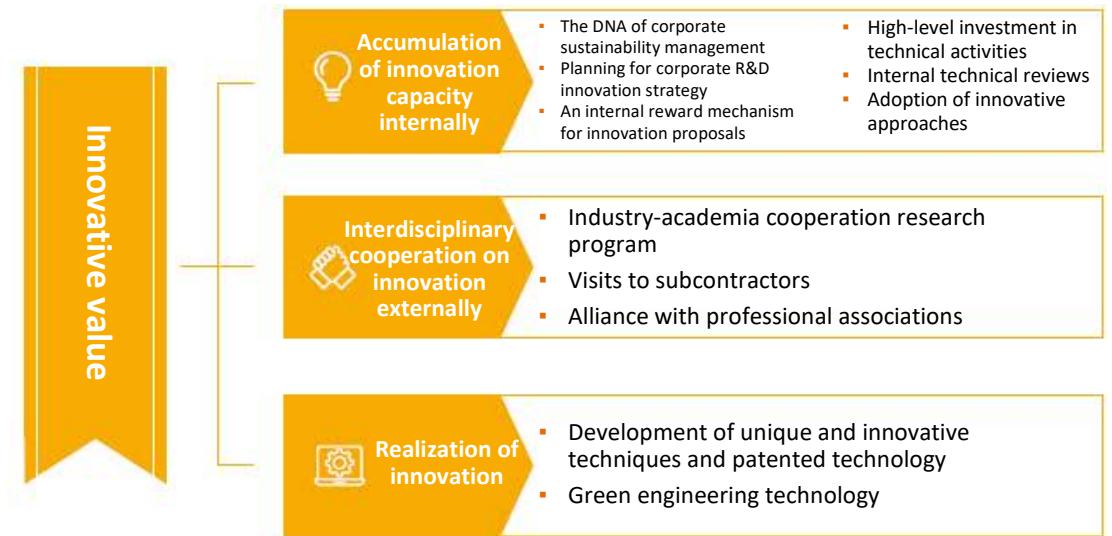 Innovative value
Accumulation
of innovation
capacity
internally
▪ The DNA of corporate
sustainability management
▪ Planning for corporate R&D
innovation strategy
▪ An internal reward mechanism
for innovation proposals
▪ High-level investment in
technical activities
▪ Internal technical reviews
▪ Adoption of innovative
approaches
Interdisciplinary
cooperation on
innovation
externally
▪ Industry-academia cooperation research
program
▪ Visits to subcontractors
▪ Alliance with professional associations
Realization of
innovation
▪ Development of unique and innovative
techniques and patented technology
▪ Green engineering technology